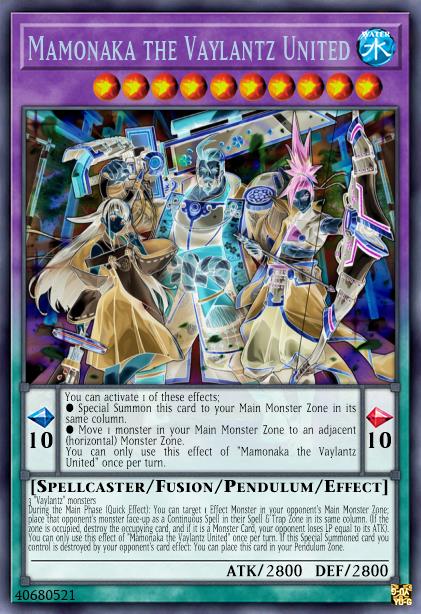 MAMONAKA THE VAYLANTZ UNITED
WATER
水
You can activate 1 of these effects;
● Special Summon this card to your Main Monster Zone in its
same column.
● Move 1 monster in your Main Monster Zone to an adjacent
(horizontal) Monster Zone.
You can only use this effect of "Mamonaka the Vaylantz
United" once per turn.
10
10
[SPELLCASTER/FUSION/PENDULUM/EFFECT]
3 "Vaylantz" monsters
During the Main Phase (Quick Effect): You can target 1 Effect Monster in your opponent's Main Monster Zone;
place that opponent's monster face-up as a Continuous Spell in their Spell & Trap Zone in its same column. (If the
zone is occupied, destroy the occupying card, and if it is a Monster Card, your opponent loses LP equal to its ATK).
You can only use this effect of "Mamonaka the Vaylantz United" once per turn. If this Special Summoned card you
control is destroyed by your opponent's card effect: You can place this card in your Pendulum Zone.
ATK/2800 DEF/2800
40680521